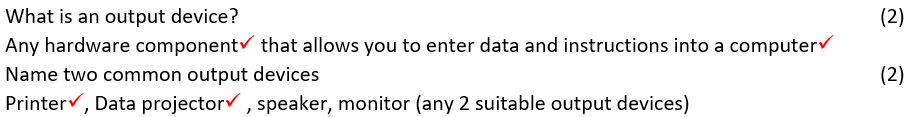 What is an output device? (2)
Any hardware component✓ that allows you to enter data and instructions into a computer✓
Name two common output devices (2)
Printer✓, Data projector✓ , speaker, monitor (any 2 suitable output devices)